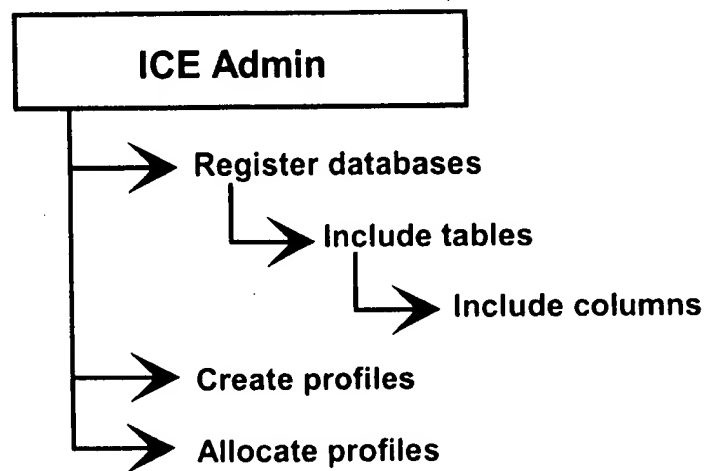 ICE Admin
Register databases
Include tables
Include columns
Create profiles
Allocate profiles